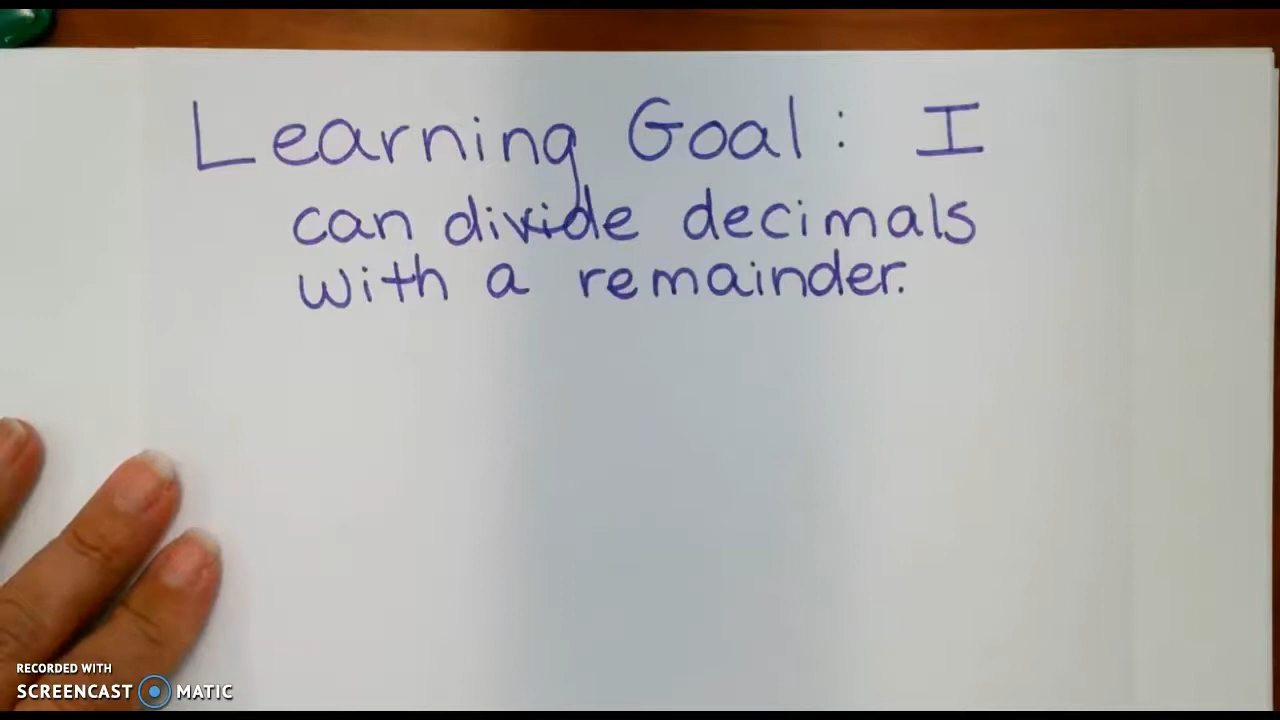 Learning Goal: I
can divide decimals
with a remainder.
RECORDED WITH
SCREENCAST MATIC